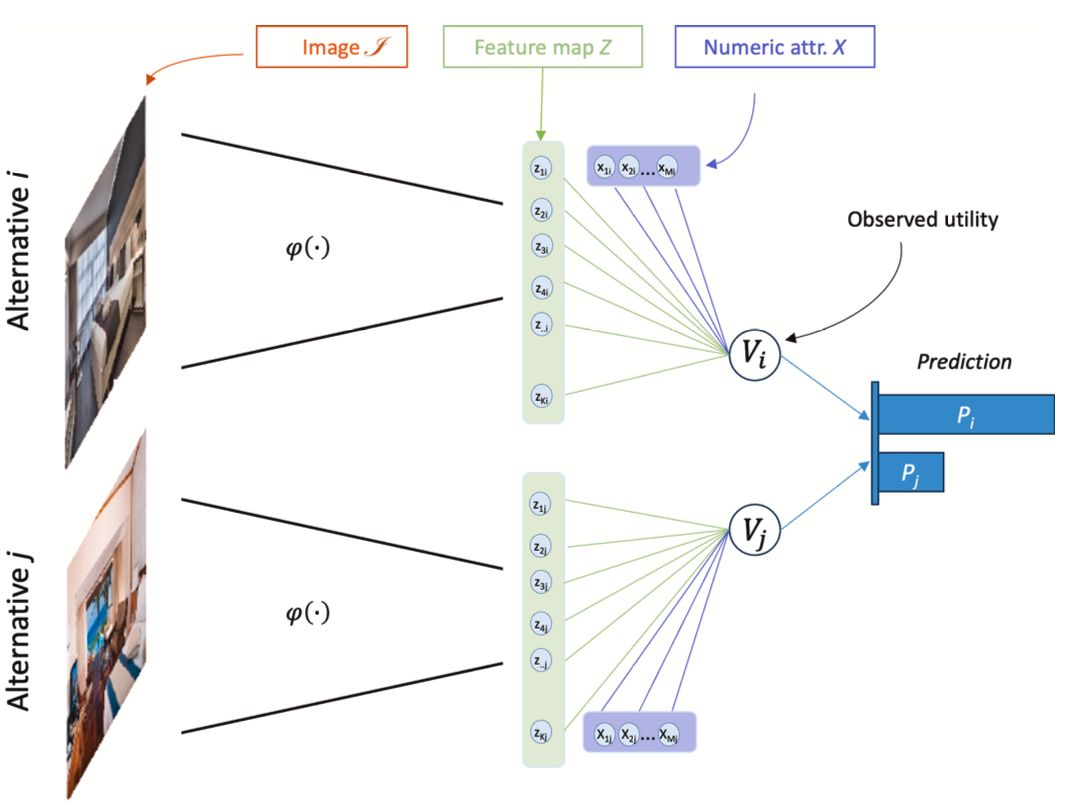 Image ℐ
Feature map Z
Numeric attr. X
Alternative i
φ(·)
z1i
z2i
z3i
z4i
z..i
zKi
x1i x2i ... xMi
Observed utility
Vi
Prediction
Pi
Pj
Alternative j
φ(·)
z1j
z2j
z3j
z4j
z..j
zKj
Vj
X1j X2j ... XMj